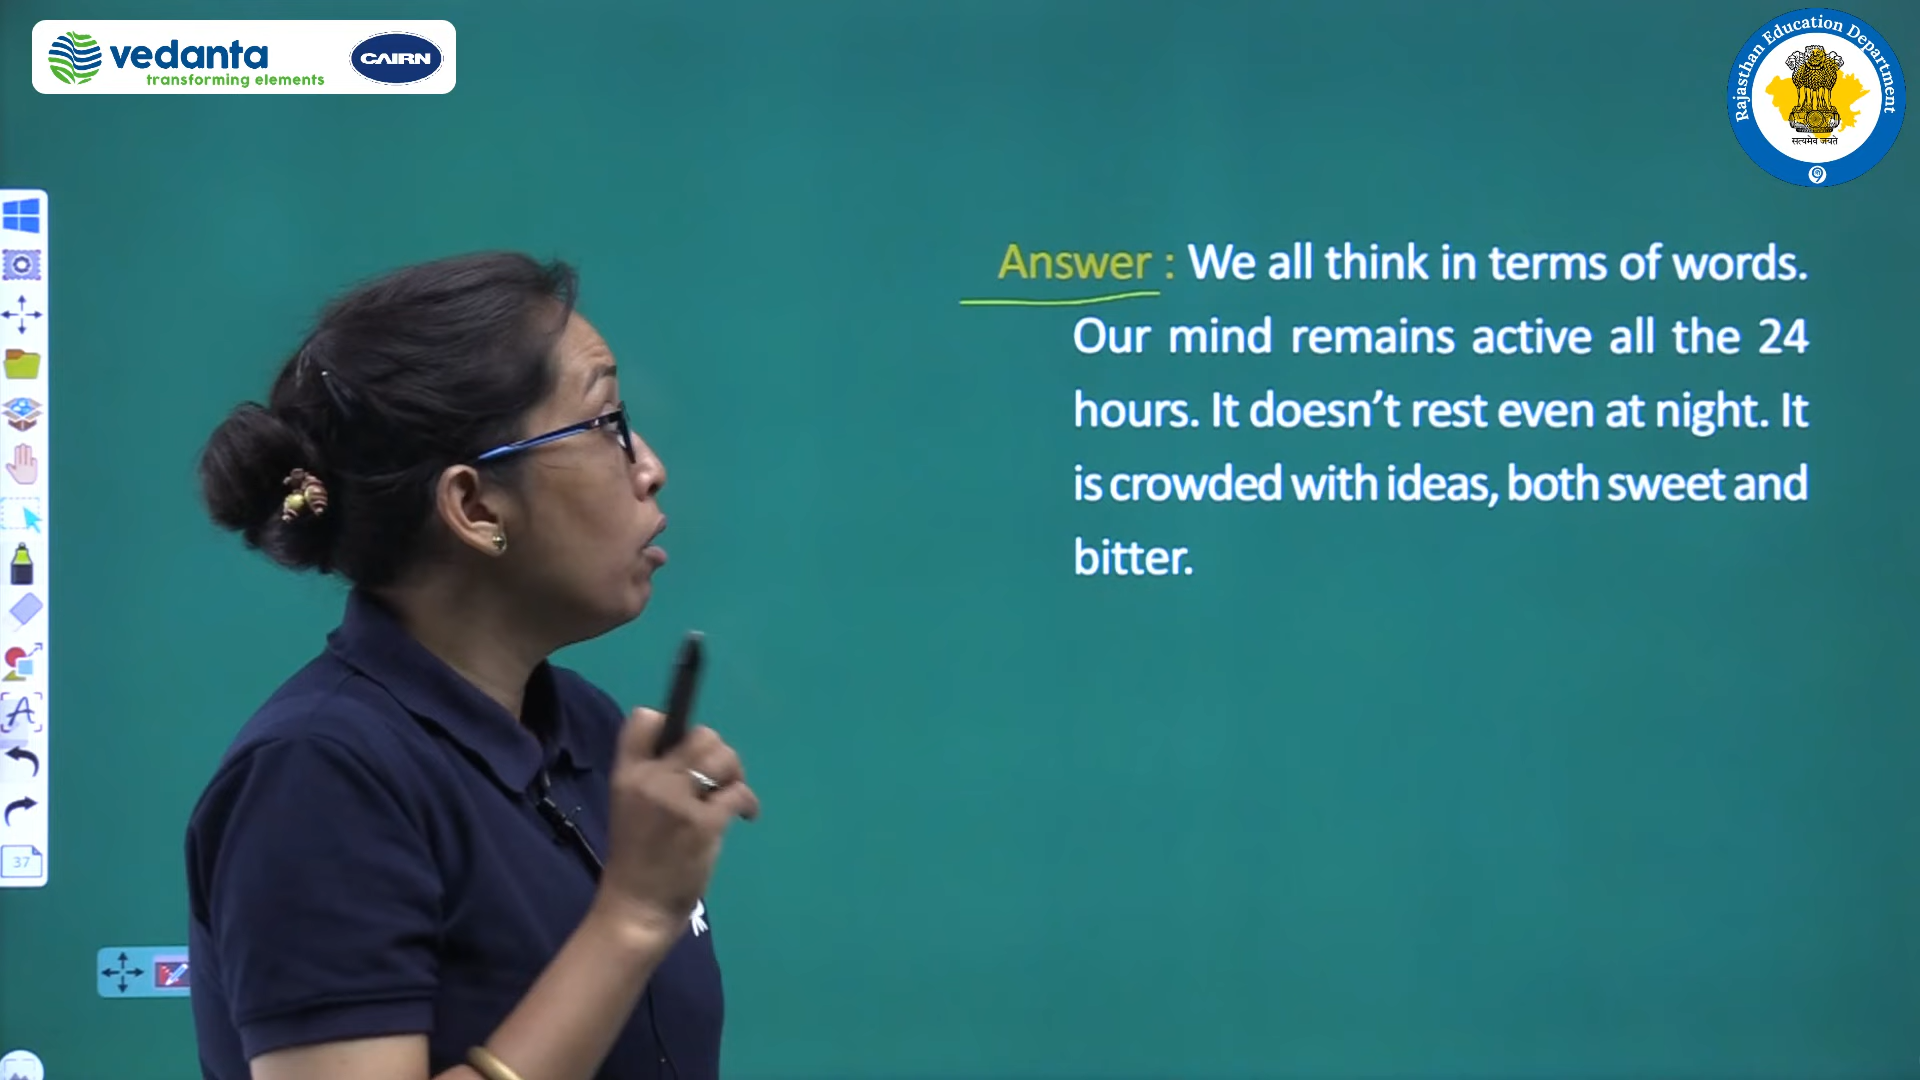 vedanta
transforming elements
CAIRN
Rajasthan Education Department
सत्यमेव जयते
Answer : We all think in terms of words.
Our mind remains active all the 24
hours. It doesn’t rest even at night. It
is crowded with ideas, both sweet and
bitter.
37